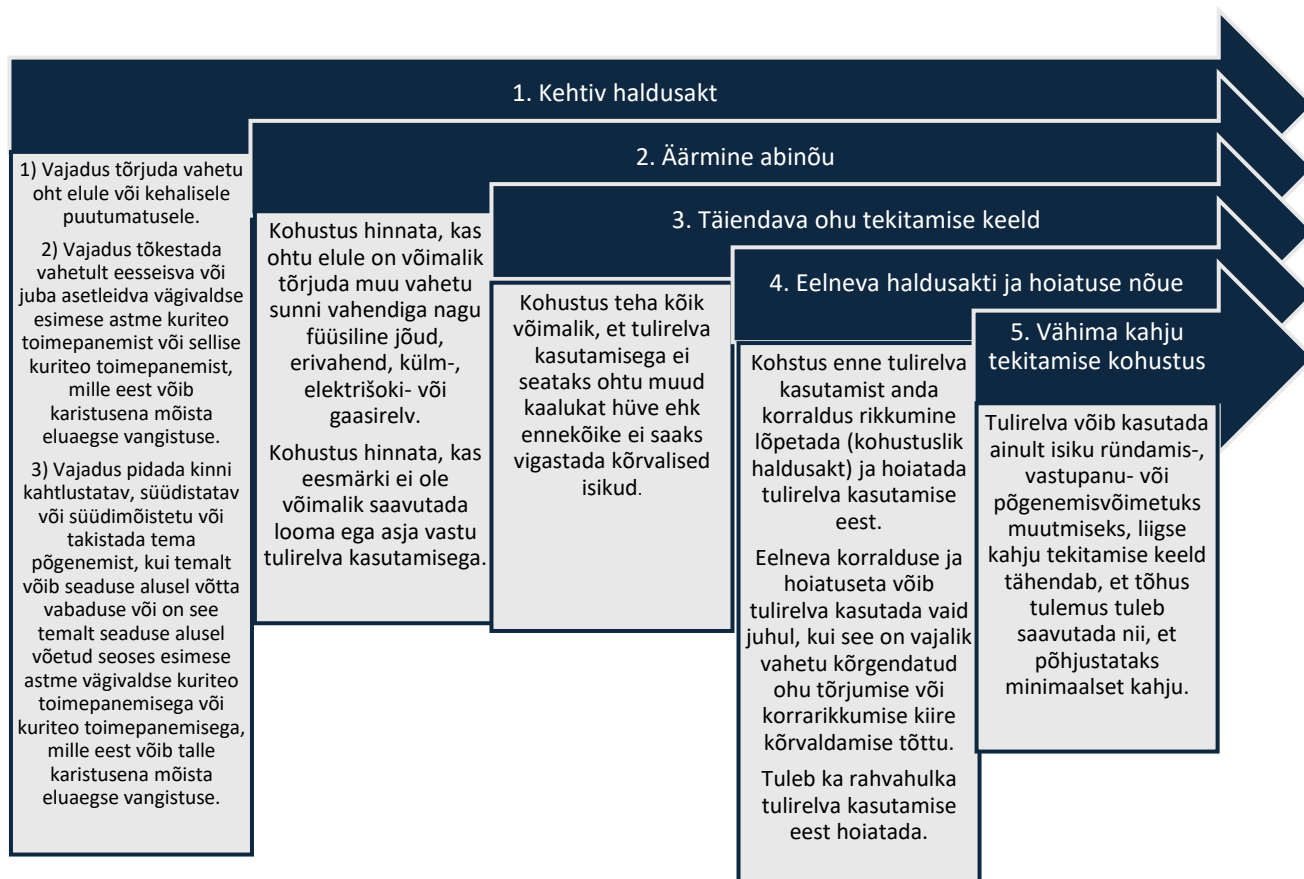 1. Kehtiv haldusakt
1) Vajadus tõrjuda vahetu
oht elule või kehalisele
puutumatusele.
2) Vajadus tõkestada
vahetult eesseisva või
juba asetleidva vägivaldse
esimese astme kuriteo
toimepanemist või sellise
kuriteo toimepanemist,
mille eest võib
karistusena mõista
eluaegse vangistuse.
3) Vajadus pidada kinni
kahtlustatav, süüdistatav
või süüdimõistetu või
takistada tema
põgenemist, kui temalt
võib seaduse alusel võtta
vabaduse või on see
temalt seaduse alusel
võetud seoses esimese
astme vägivaldse kuriteo
toimepanemisega või
kuriteo toimepanemisega,
mille eest võib talle
karistusena mõista
eluaegse vangistuse.
2. Äärmine abinõu
Kohustus hinnata, kas
ohtu elule on võimalik
tõrjuda muu vahetu
sunni vahendiga nagu
füüsiline jõud,
erivahend, külm-,
elektrišoki- või
gaasirelv.
Kohustus hinnata, kas
eesmärki ei ole
võimalik saavutada
looma ega asja vastu
tulirelva kasutamisega.
3. Täiendava ohu tekitamise keeld
Kohustus teha kõik
võimalik, et tulirelva
kasutamisega ei
seataks ohtu muud
kaalukat hüve ehk
ennekõike ei saaks
vigastada kõrvalised
isikud.
4. Eelneva haldusakti ja hoiatuse nõue
Kohstus enne tulirelva
kasutamist anda
korraldus rikkumine
lõpetada (kohustuslik
haldusakt) ja hoiatada
tulirelva kasutamise
eest.
Eelneva korralduse ja
hoiatuseta võib
tulirelva kasutada vaid
juhul, kui see on vajalik
vahetu kõrgendatud
ohu tõrjumise või
korrarikkumise kiire
kõrvaldamise tõttu.
Tuleb ka rahvahulka
tulirelva kasutamise
eest hoiatada.
5. Vähima kahju
tekitamise kohustus
Tulirelva võib kasutada
ainult isiku ründamis-,
vastupanu- või
põgenemisvõimetuks
muutmiseks, liigse
kahju tekitamise keeld
tähendab, et tõhus
tulemus tuleb
saavutada nii, et
põhjustataks
minimaalset kahju.